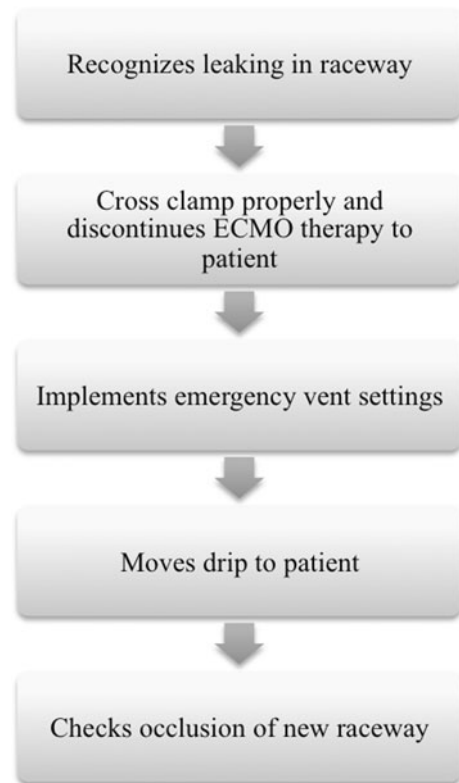 Recognizes leaking in raceway
Cross clamp properly and
discontinues ECMO therapy to
patient
Implements emergency vent settings
Moves drip to patient
Checks occlusion of new raceway